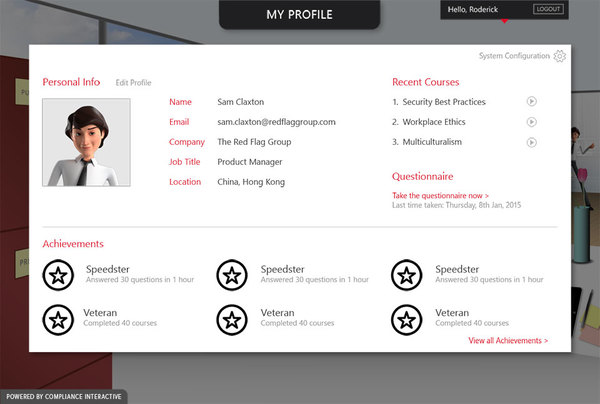 MY PROFILE
Hello, Roderick
LOGOUT
System Configuration
Personal Info
Edit Profile
Name Sam Claxton
Email sam.claxton@redflaggroup.com
Company The Red Flag Group
Job Title Product Manager
Location China, Hong Kong
Recent Courses
1. Security Best Practices
2. Workplace Ethics
3. Multiculturalism
Questionnaire
Take the questionnaire now >
Last time taken: Thursday, 8th Jan, 2015
Achievements
Speedster
Answered 30 questions in 1 hour
Speedster
Answered 30 questions in 1 hour
Speedster
Answered 30 questions in 1 hour
Veteran
Completed 40 courses
Veteran
Completed 40 courses
Veteran
Completed 40 courses
View all Achievements >
POWERED BY COMPLIANCE INTERACTIVE